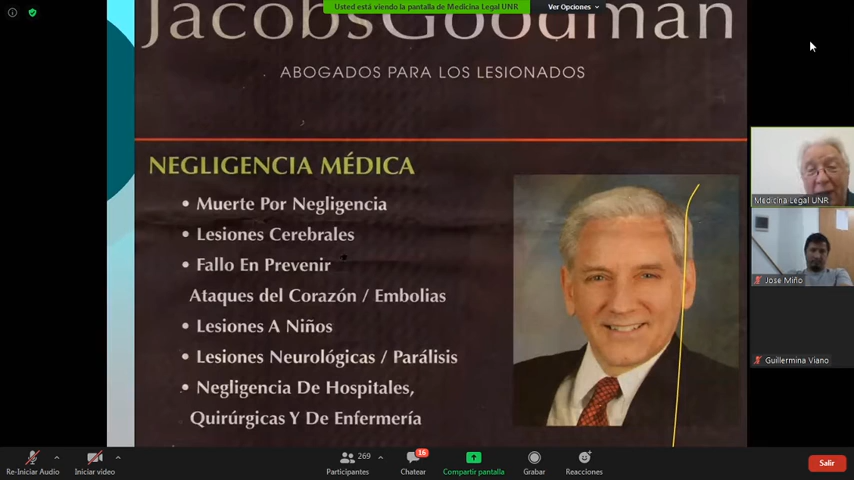 Usted está viendo la pantalla de Medicina Legal UNR
Ver Opciones
JacobsGoodman
ABOGADOS PARA LOS LESIONADOS
NEGLIGENCIA MÉDICA
• Muerte Por Negligencia
• Lesiones Cerebrales
• Fallo En Prevenir
Ataques del Corazón / Embolias
• Lesiones A Niños
• Lesiones Neurológicas / Parálisis
• Negligencia De Hospitales,
Quirúrgicas Y De Enfermería
Medicina Legal UNR
Jose Miño
Guillermina Viano
269
16
Re-Iniciar Audio
Iniciar video
Participantes
Chatear
Compartir pantalla
Grabar
Reacciones
Salir